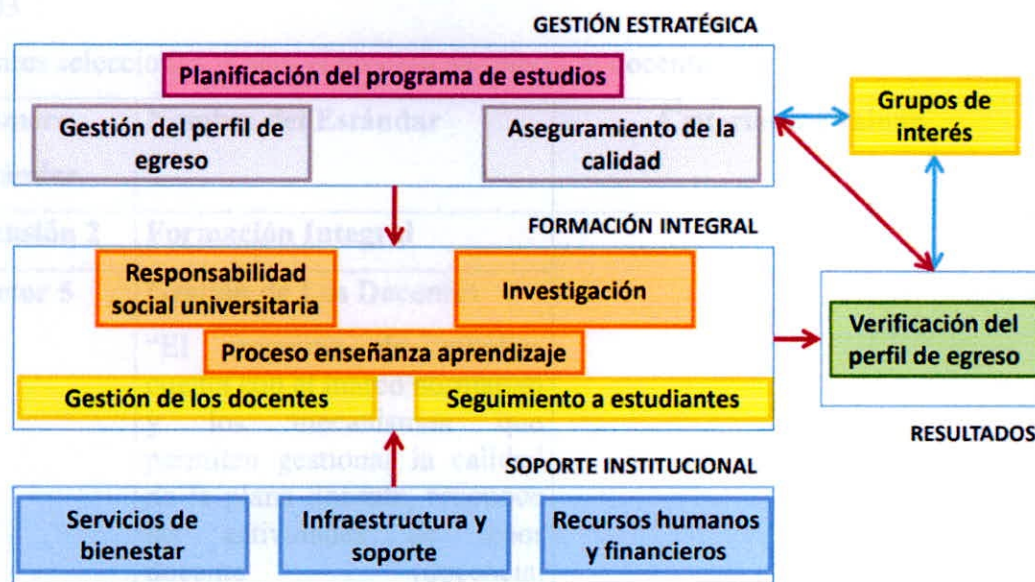 GESTIÓN ESTRATÉGICA
Planificación del programa de estudios
Gestión del perfil de
egreso
Aseguramiento de la
calidad
Grupos de
interés
FORMACIÓN INTEGRAL
Responsabilidad
social universitaria
Investigación
Proceso enseñanza aprendizaje
Gestión de los docentes
Seguimiento a estudiantes
Verificación del
perfil de egreso
RESULTADOS
SOPORTE INSTITUCIONAL
Servicios de
bienestar
Infraestructura y
soporte
Recursos humanos
y financieros
Formación Integral